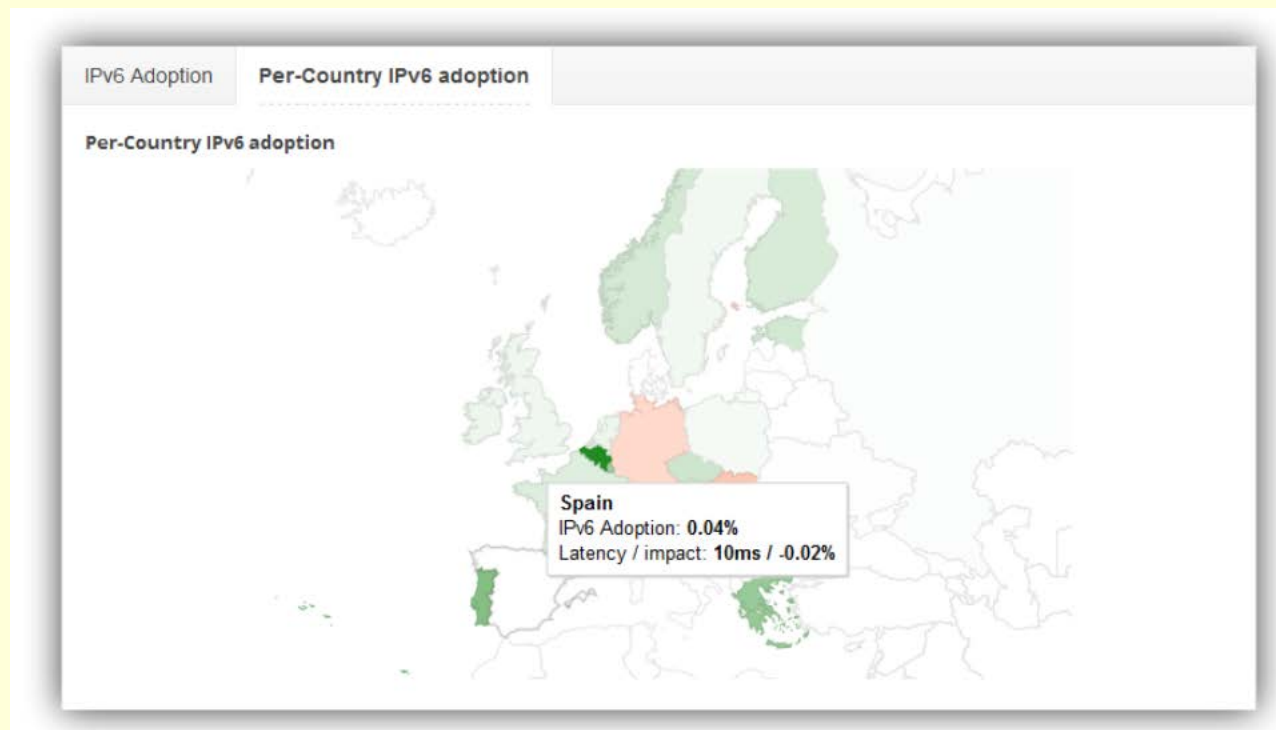 IPv6 Adoption
Per-Country IPv6 adoption
Per-Country IPv6 adoption
Spain
IPv6 Adoption: 0.04%
Latency / impact: 10ms / -0.02%